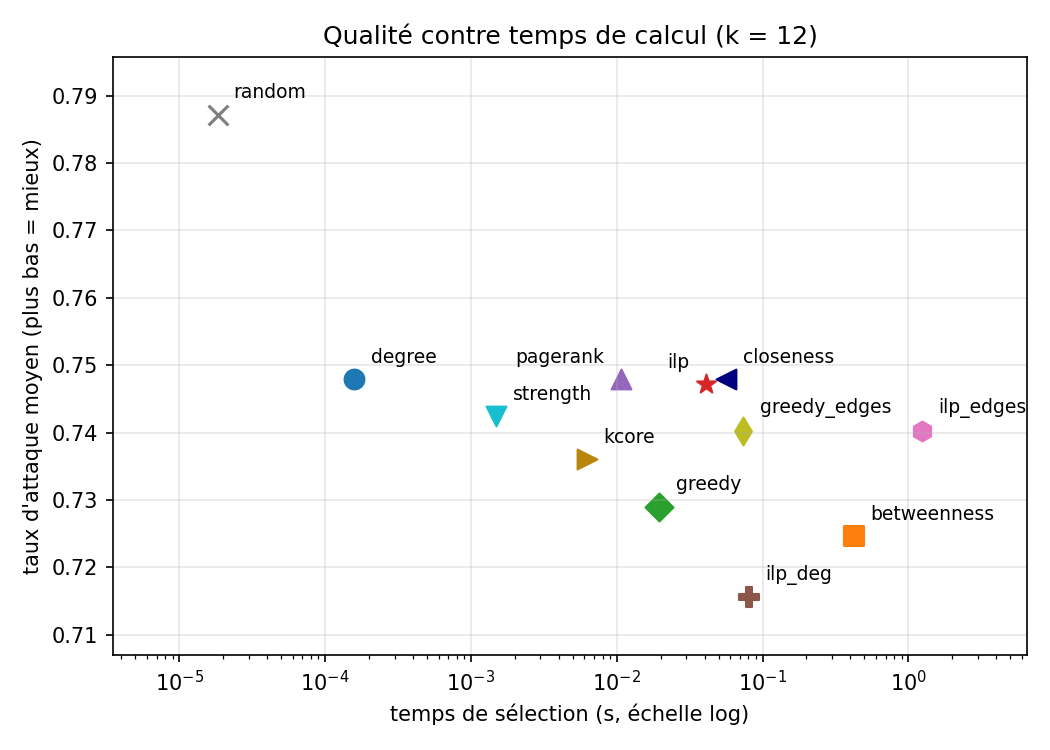 Qualité contre temps de calcul (k = 12)
taux d'attaque moyen (plus bas = mieux)
0.79
0.78
0.77
0.76
0.75
0.74
0.73
0.72
0.71
random
degree
pagerank
ilp
closeness
strength
greedy_edges
ilp_edges
kcore
greedy
betweenness
ilp_deg
10⁻⁵ 10⁻⁴ 10⁻³ 10⁻² 10⁻¹ 10⁰
temps de sélection (s, échelle log)